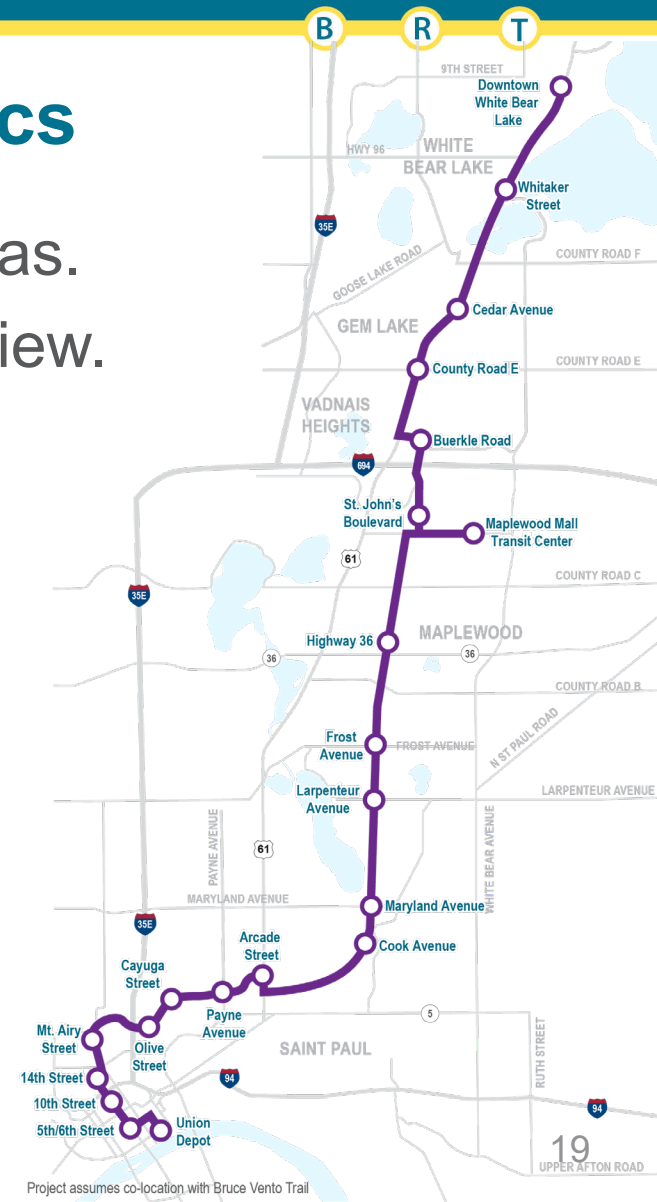 B R T
cs
as.
iew.
9TH STREET
Downtown
White Bear
Lake
HWY 96
WHITE
BEAR LAKE
Whitaker
Street
35E
COUNTY ROAD F
GOOSE LAKE ROAD
Cedar Avenue
GEM LAKE
County Road E
COUNTY ROAD E
VADNAIS
HEIGHTS
Buerkle Road
694
St. John's
Boulevard
Maplewood Mall
Transit Center
61
COUNTY ROAD C
35E
Highway 36
MAPLEWOOD
36
36
COUNTY ROAD B
N ST PAUL ROAD
Frost
Avenue
FROST AVENUE
Larpenteur
Avenue
LARPENTEUR AVENUE
PAYNE AVENUE
61
WHITE BEAR AVENUE
MARYLAND AVENUE
Maryland Avenue
35E
Arcade
Street
Cook Avenue
Cayuga
Street
Payne
Avenue
5
Mt. Airy
Street
Olive
Street
SAINT PAUL
RUTH STREET
14th Street
94
10th Street
94
5th/6th Street
Union
Depot
19
UPPER AFTON ROAD
Project assumes co-location with Bruce Vento Trail